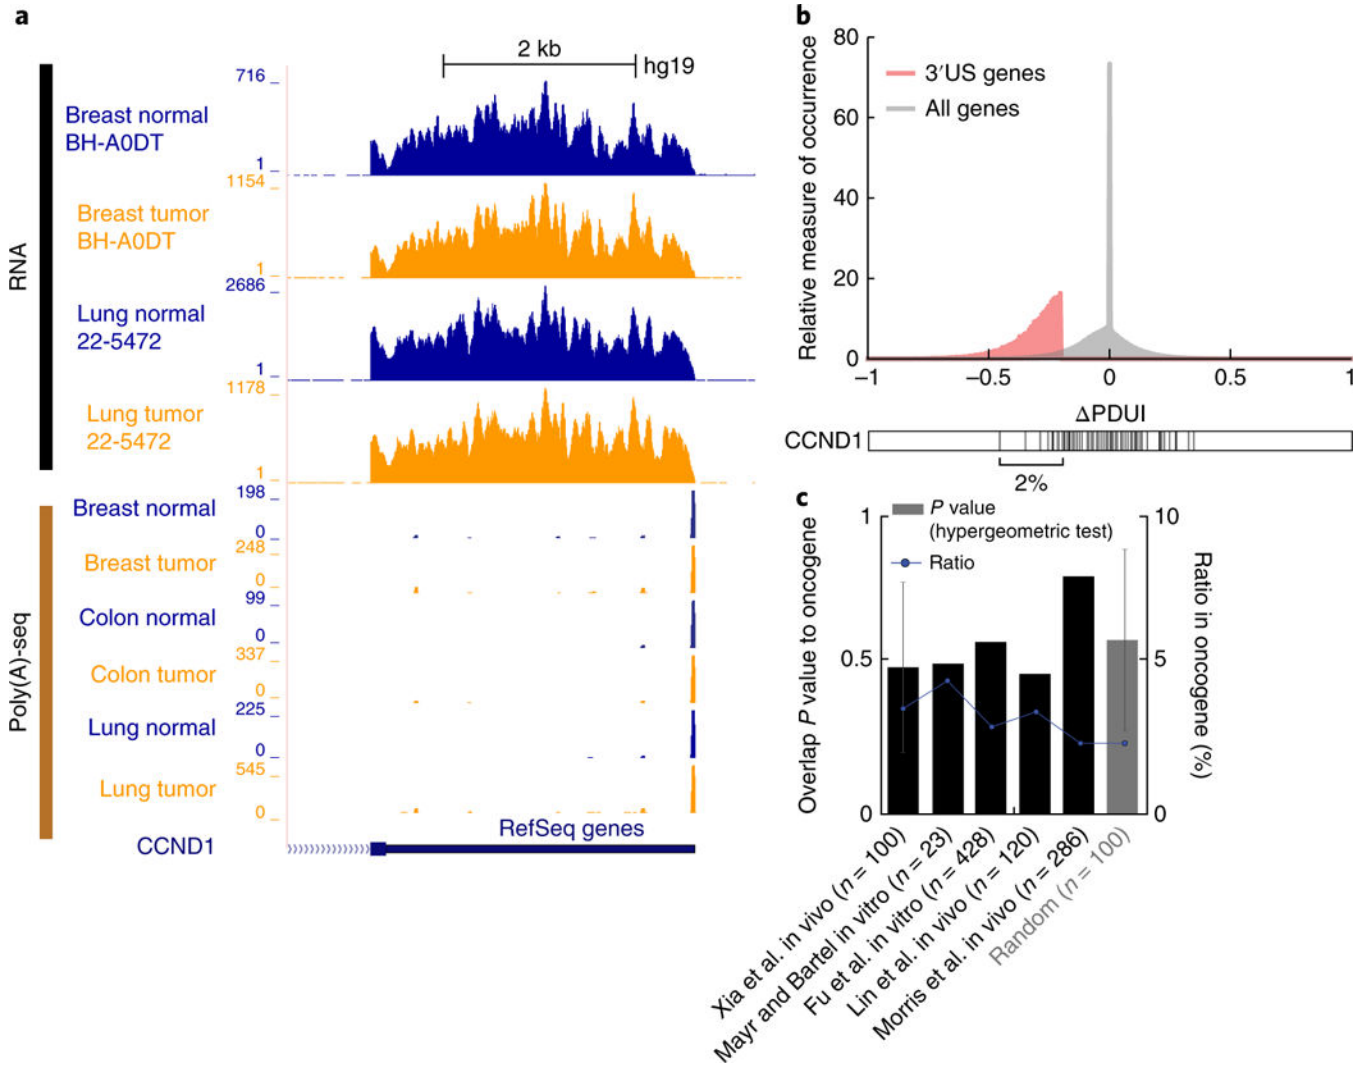 a
2 kb
hg19
RNA
Breast normal
BH-A0DT
716
1
Breast tumor
BH-A0DT
1154
1
Lung normal
22-5472
2686
1
Lung tumor
22-5472
1178
1
Poly(A)-seq
Breast normal
198
0
Breast tumor
248
0
Colon normal
99
0
Colon tumor
337
0
Lung normal
225
0
Lung tumor
545
0
CCND1
RefSeq genes
b
Relative measure of occurrence
80
60
40
20
0
3′US genes
All genes
−1
−0.5
0
0.5
1
ΔPDUI
CCND1
2%
c
Overlap P value to oncogene
1
0.5
0
P value
(hypergeometric test)
Ratio
10
5
0
Ratio in oncogene (%)
Xia et al. in vivo (n = 100)
Mayr and Bartel in vitro (n = 23)
Fu et al. in vitro (n = 428)
Lin et al. in vivo (n = 120)
Morris et al. in vivo (n = 286)
Random (n = 100)